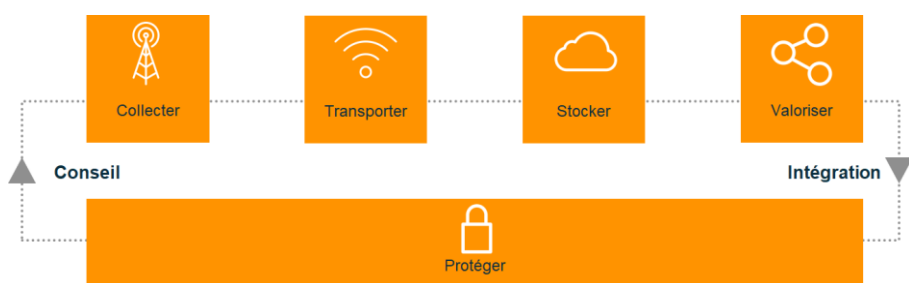 Collecter
Transporter
Stocker
Valoriser
Conseil
Intégration
Protéger